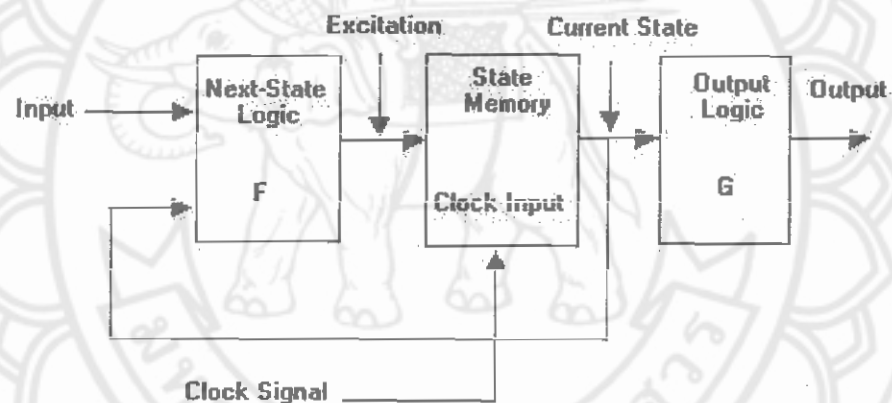 Excitation
Current State
Input
Next-State
Logic
F
State
Memory
Clock Input
Output
Logic
G
Output
Clock Signal